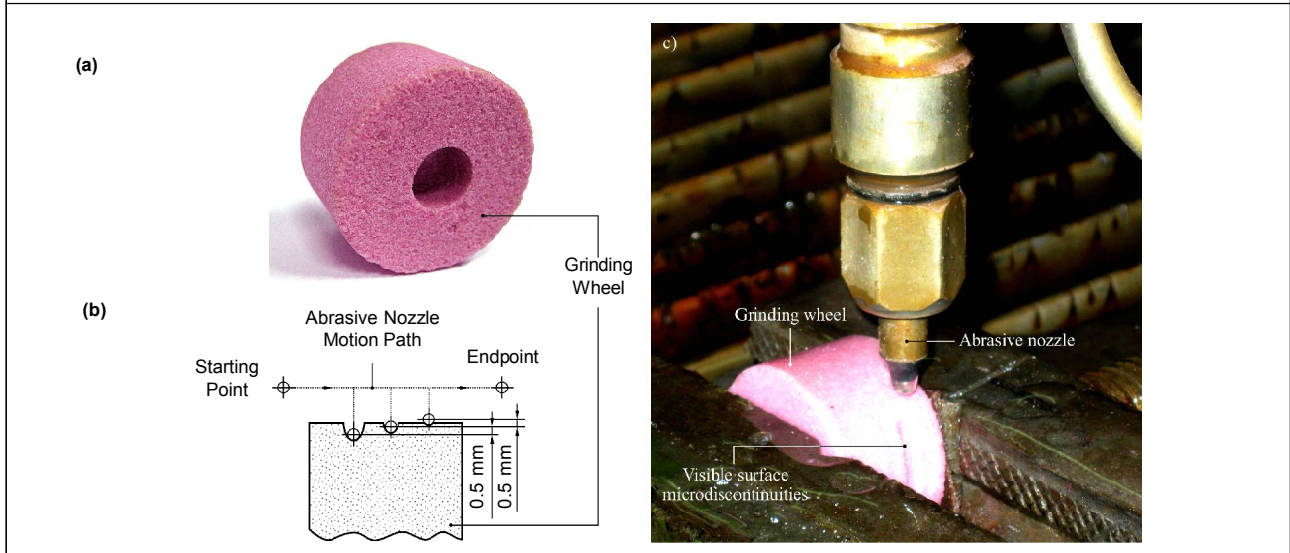 (a)
Grinding
Wheel
(b)
Abrasive Nozzle
Motion Path
Starting
Point
Endpoint
0.5 mm
0.5 mm
c)
Grinding wheel
Abrasive nozzle
Visible surface
microdiscontinuities